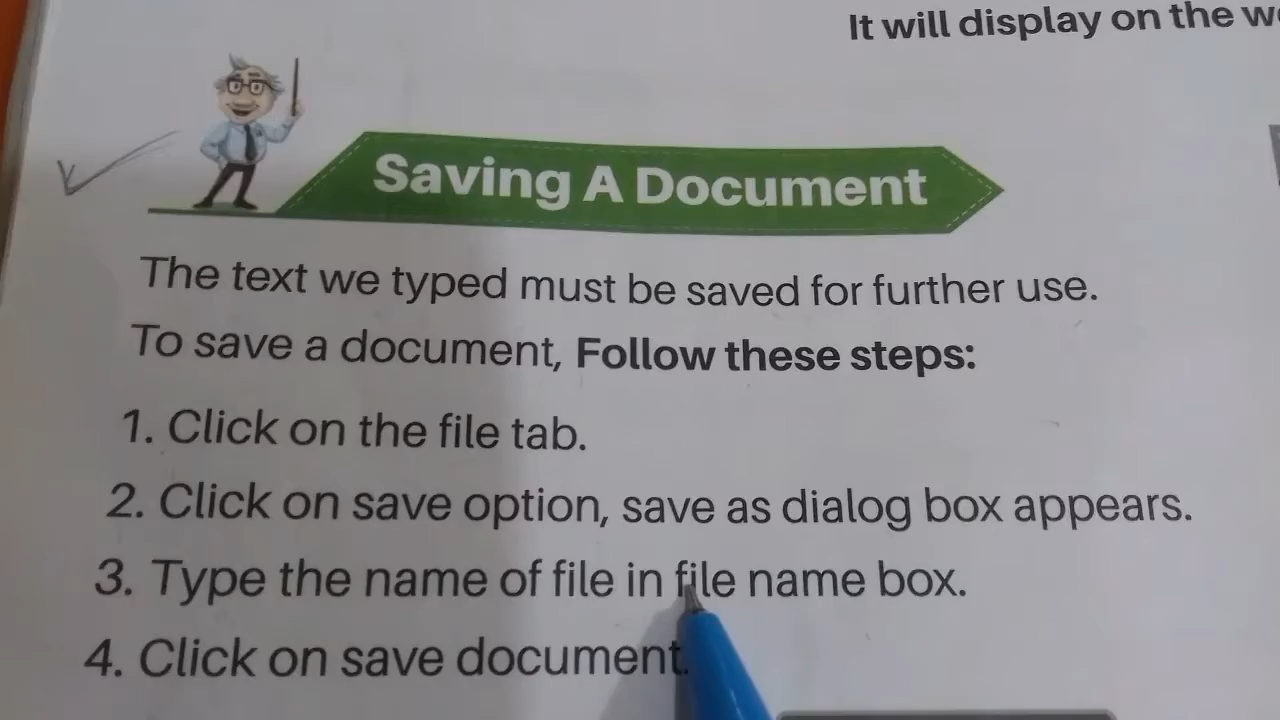 It will display on the
Saving A Document
The text we typed must be saved for further use.
To save a document, Follow these steps:
1. Click on the file tab.
2. Click on save option, save as dialog box appears.
3. Type the name of file in file name box.
4. Click on save document.